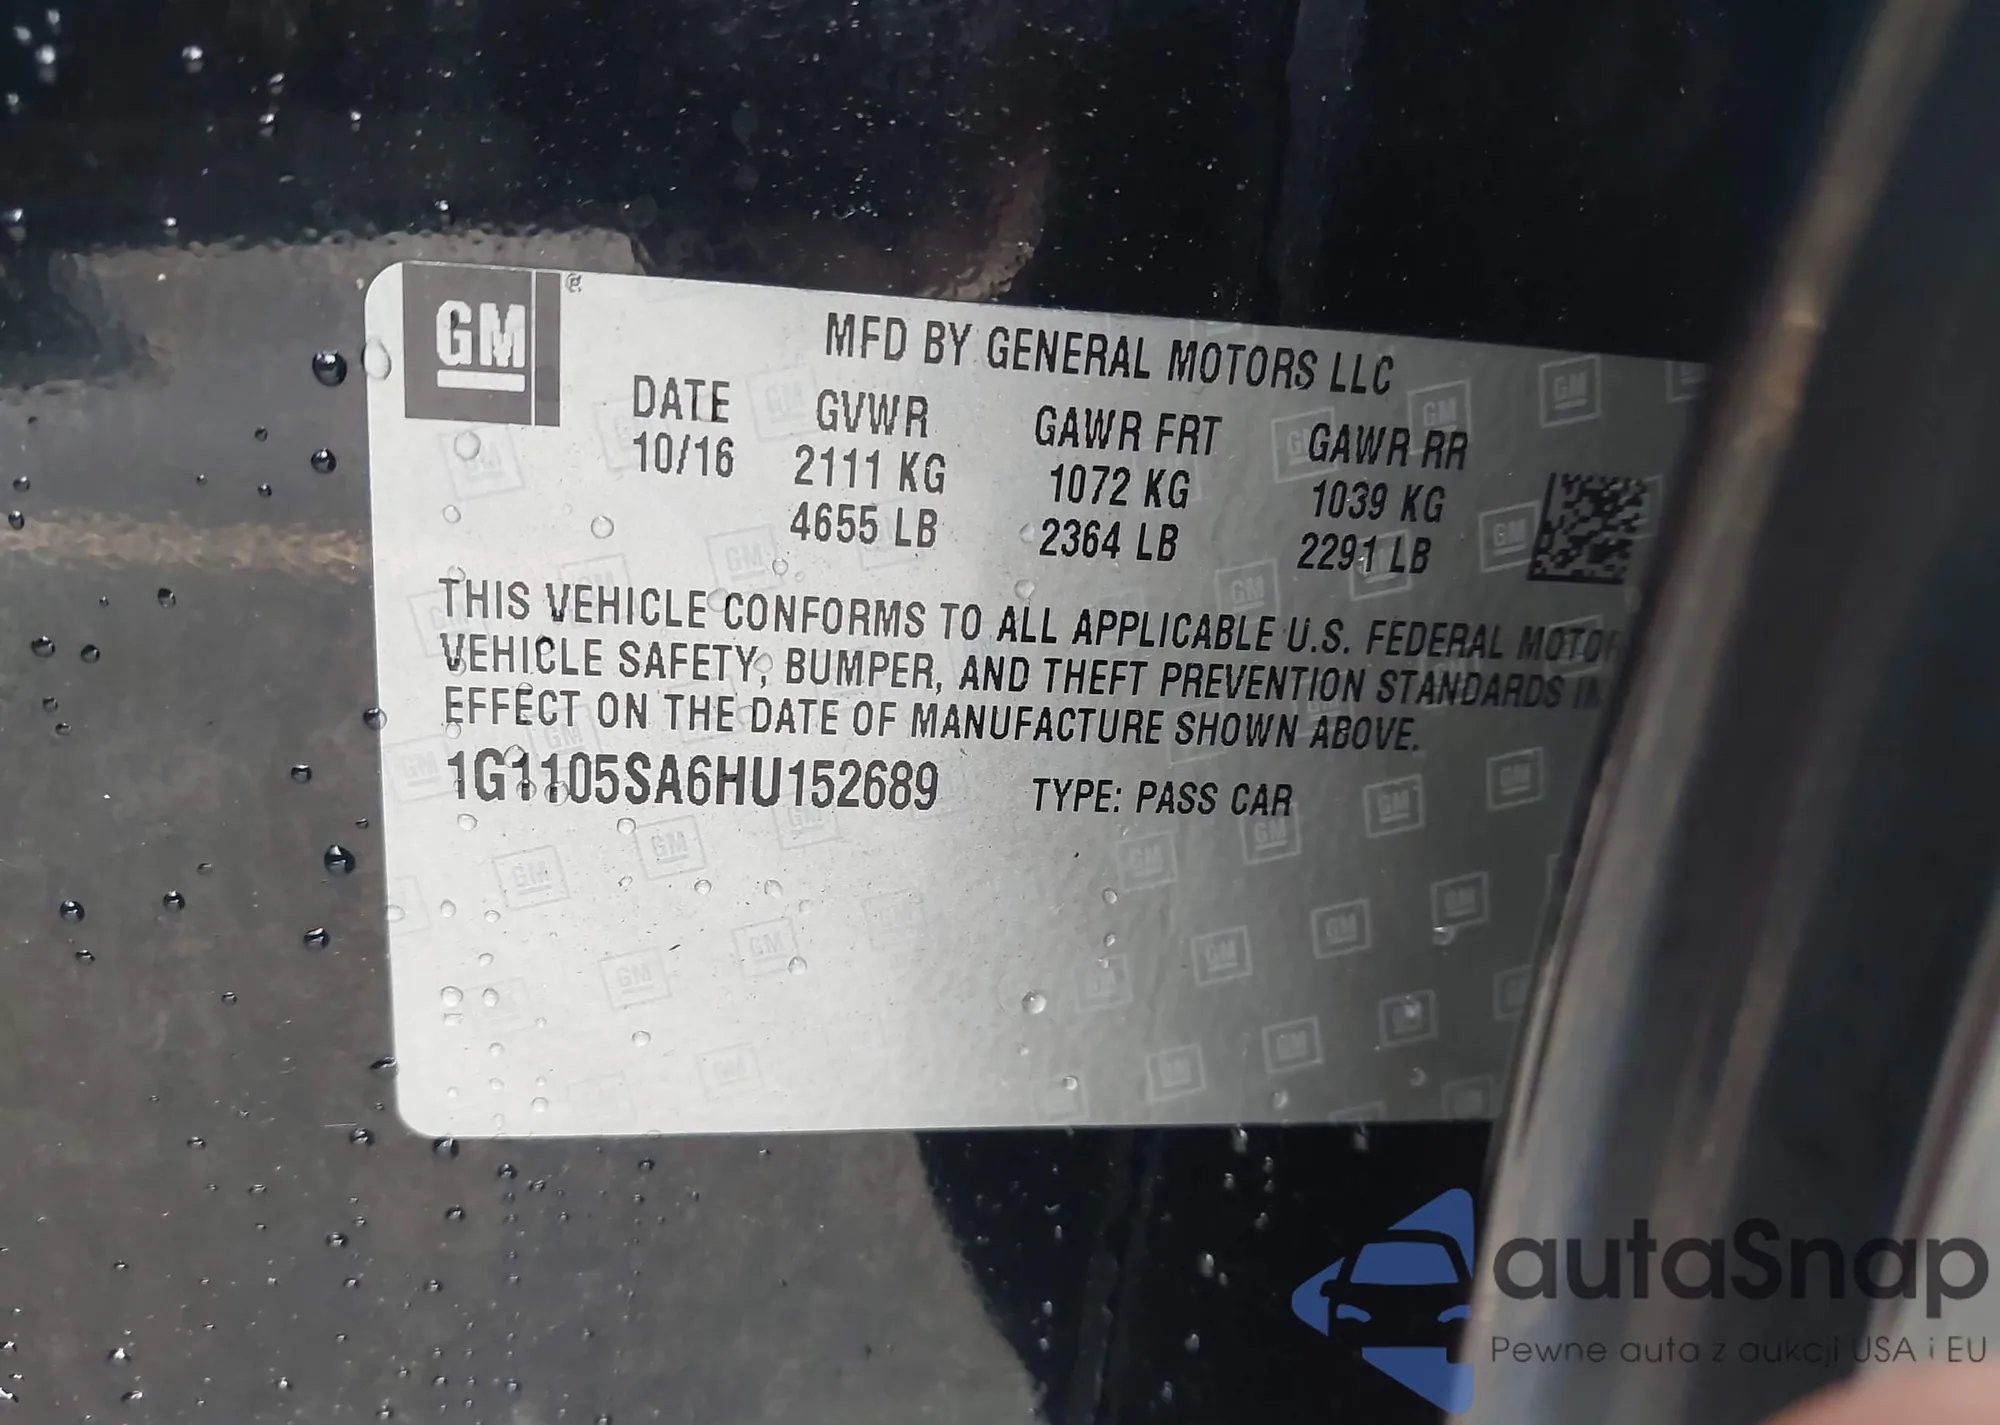 GM
MFD BY GENERAL MOTORS LLC
DATE GVWR GAWR FRT GAWR RR
10/16 2111 KG 1072 KG 1039 KG
4655 LB 2364 LB 2291 LB
THIS VEHICLE CONFORMS TO ALL APPLICABLE U.S. FEDERAL MOTOR
VEHICLE SAFETY, BUMPER, AND THEFT PREVENTION STANDARDS IN
EFFECT ON THE DATE OF MANUFACTURE SHOWN ABOVE.
1G1105SA6HU152689 TYPE: PASS CAR
autaSnap
Pewne auta z aukcji USA i EU